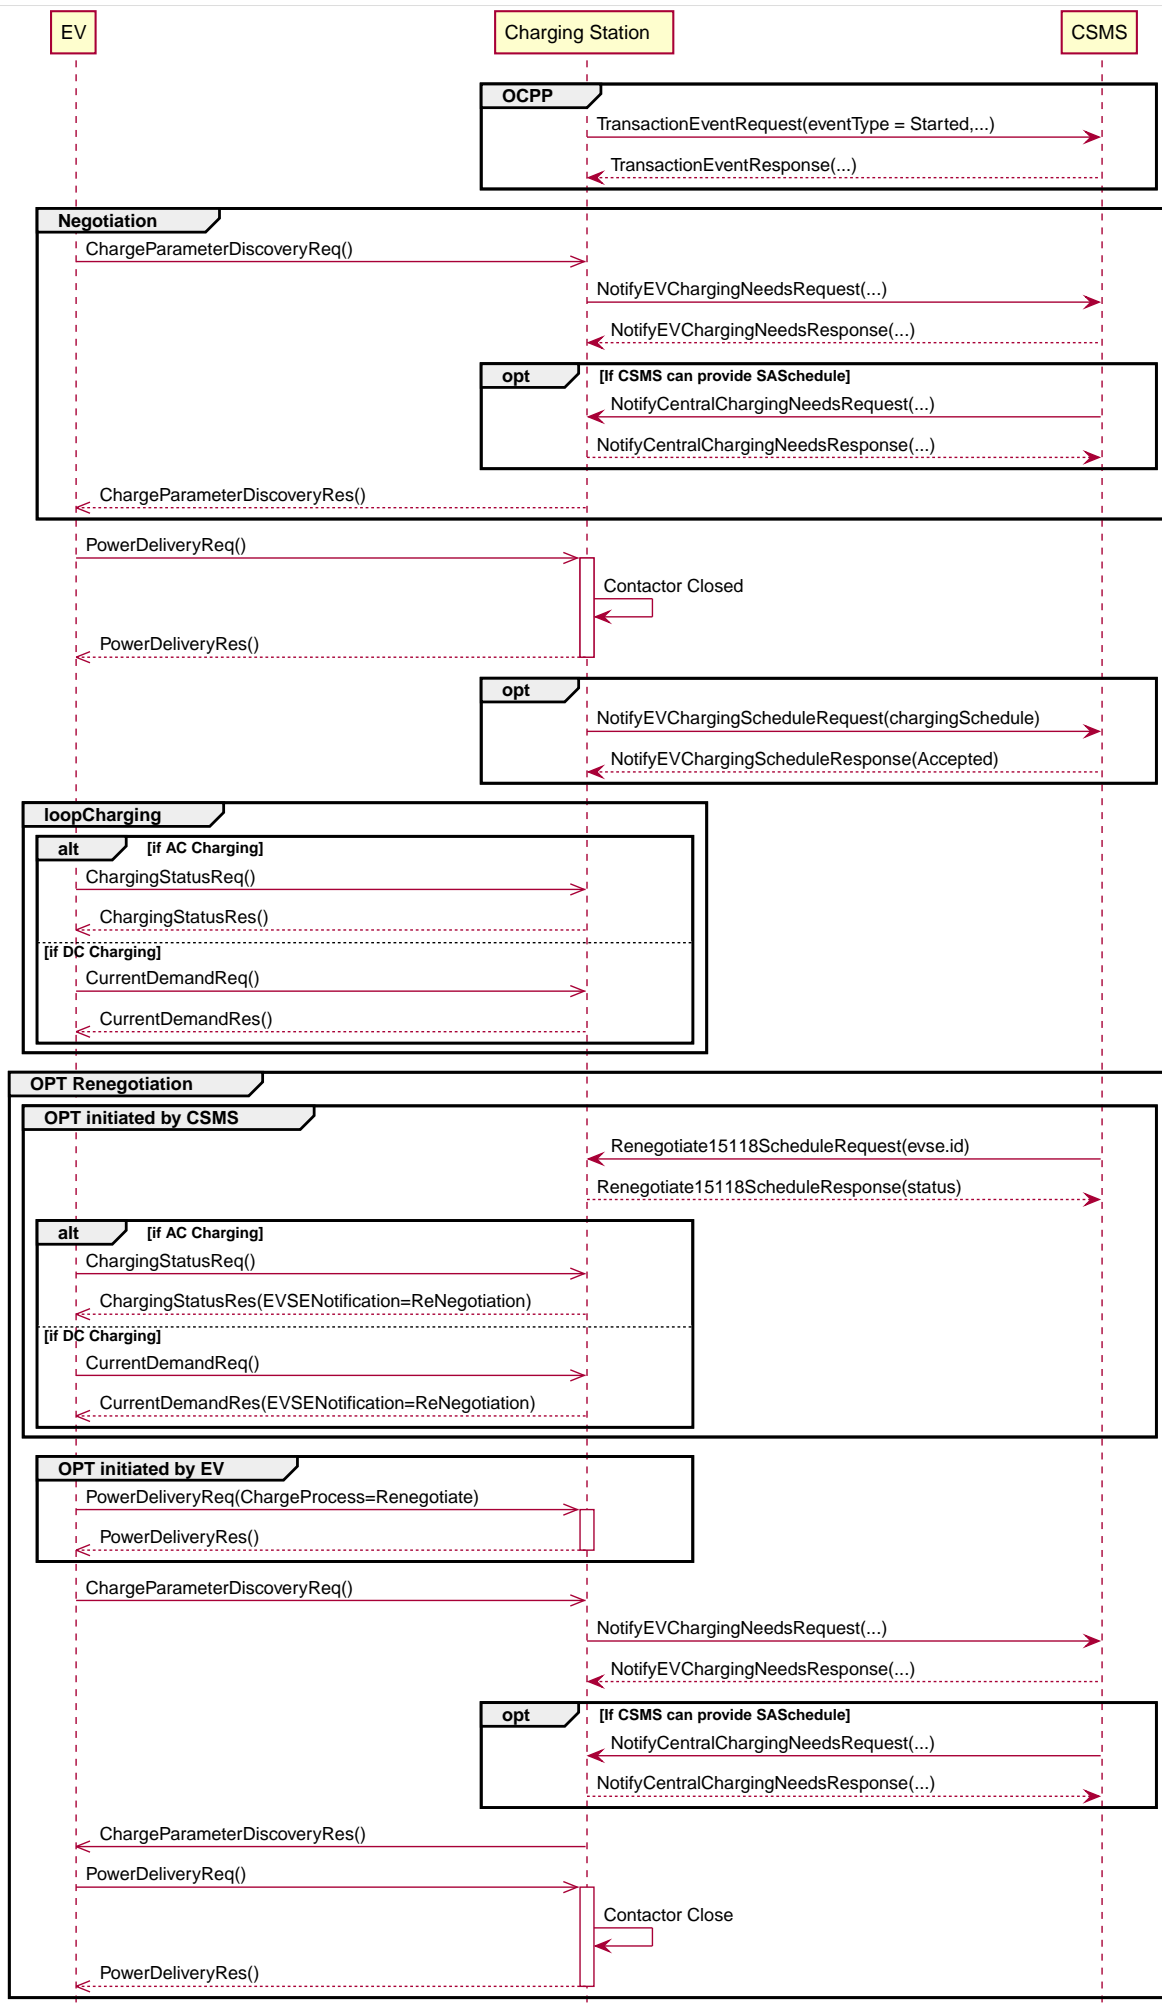 EV
Charging Station
CSMS
OCPP
TransactionEventRequest(eventType = Started,...)
TransactionEventResponse(...)
Negotiation
ChargeParameterDiscoveryReq()
NotifyEVChargingNeedsRequest(...)
NotifyEVChargingNeedsResponse(...)
opt [If CSMS can provide SASchedule]
NotifyCentralChargingNeedsRequest(...)
NotifyCentralChargingNeedsResponse(...)
ChargeParameterDiscoveryRes()
PowerDeliveryReq()
Contactor Closed
PowerDeliveryRes()
opt
NotifyEVChargingScheduleRequest(chargingSchedule)
NotifyEVChargingScheduleResponse(Accepted)
loopCharging
alt [if AC Charging]
ChargingStatusReq()
ChargingStatusRes()
[if DC Charging]
CurrentDemandReq()
CurrentDemandRes()
OPT Renegotiation
OPT initiated by CSMS
Renegotiate15118ScheduleRequest(evse.id)
Renegotiate15118ScheduleResponse(status)
alt [if AC Charging]
ChargingStatusReq()
ChargingStatusRes(EVSENotification=ReNegotiation)
[if DC Charging]
CurrentDemandReq()
CurrentDemandRes(EVSENotification=ReNegotiation)
OPT initiated by EV
PowerDeliveryReq(ChargeProcess=Renegotiate)
PowerDeliveryRes()
ChargeParameterDiscoveryReq()
NotifyEVChargingNeedsRequest(...)
NotifyEVChargingNeedsResponse(...)
opt [If CSMS can provide SASchedule]
NotifyCentralChargingNeedsRequest(...)
NotifyCentralChargingNeedsResponse(...)
ChargeParameterDiscoveryRes()
PowerDeliveryReq()
Contactor Close
PowerDeliveryRes()